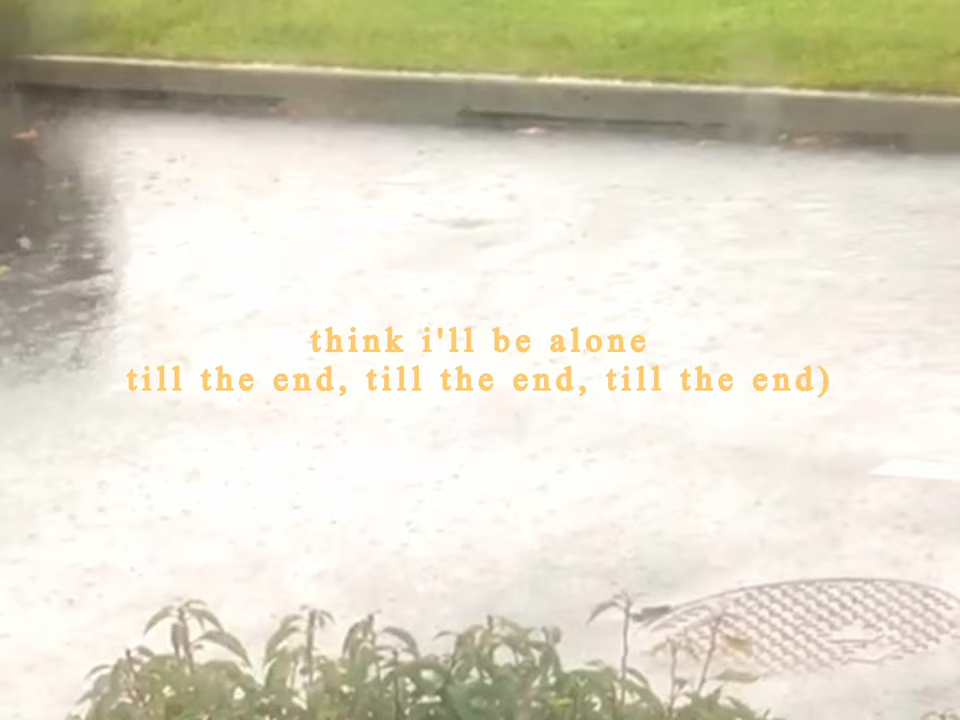 think i'll be alone
till the end, till the end, till the end)